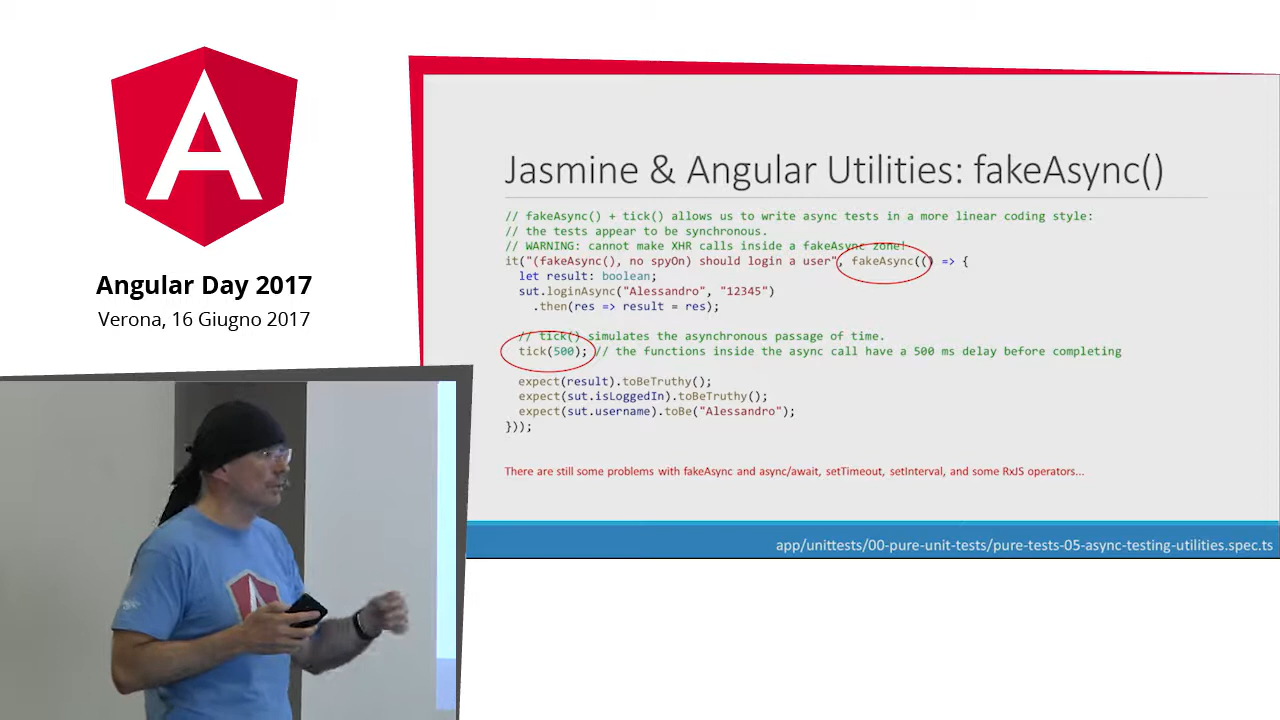 A
Angular Day 2017
Verona, 16 Giugno 2017
Jasmine & Angular Utilities: fakeAsync()
// fakeAsync() + tick() allows us to write async tests in a more linear coding style:
// the tests appear to be synchronous.
// WARNING: cannot make XHR calls inside a fakeAsync zone!
it("(fakeAsync(), no spyOn) should login a user", fakeAsync(() => {
let result: boolean;
sut.loginAsync("Alessandro", "12345")
.then(res => result = res);
// tick() simulates the asynchronous passage of time.
tick(500); // the functions inside the async call have a 500 ms delay before completing
expect(result).toBeTruthy();
expect(sut.isLoggedIn).toBeTruthy();
expect(sut.username).toBe("Alessandro");
}));
There are still some problems with fakeAsync and async/await, setTimeout, setInterval, and some RxJS operators...
app/unittests/00-pure-unit-tests/pure-tests-05-async-testing-utilities.spec.ts